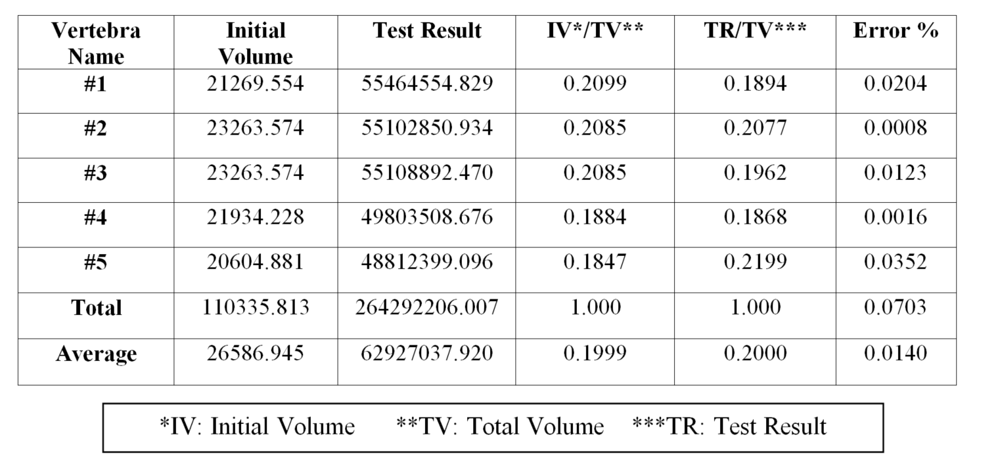 Vertebra Name Initial Volume Test Result IV*/TV** TR/TV*** Error %
#1 21269.554 55464554.829 0.2099 0.1894 0.0204
#2 23263.574 55102850.934 0.2085 0.2077 0.0008
#3 23263.574 55108892.470 0.2085 0.1962 0.0123
#4 21934.228 49803508.676 0.1884 0.1868 0.0016
#5 20604.881 48812399.096 0.1847 0.2199 0.0352
Total 110335.813 264292206.007 1.000 1.000 0.0703
Average 26586.945 62927037.920 0.1999 0.2000 0.0140
*IV: Initial Volume **TV: Total Volume ***TR: Test Result